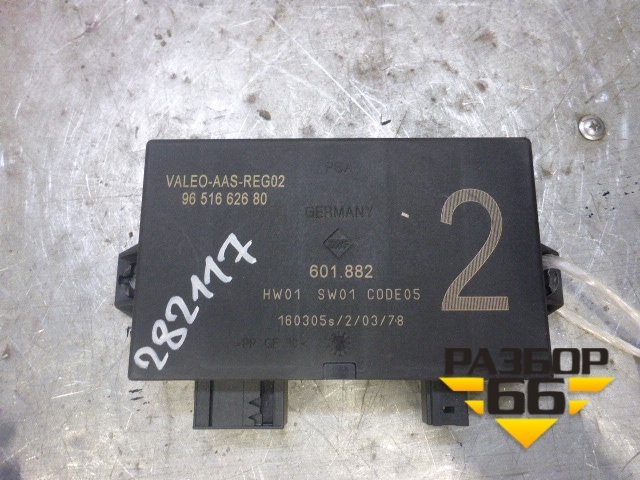 PSA
VALEO-AAS-REG02
96 516 626 80
GERMANY
2
601.882
HW01 SW01 CODE05
160305s/2/03/78
282117
РАЗБОР
66